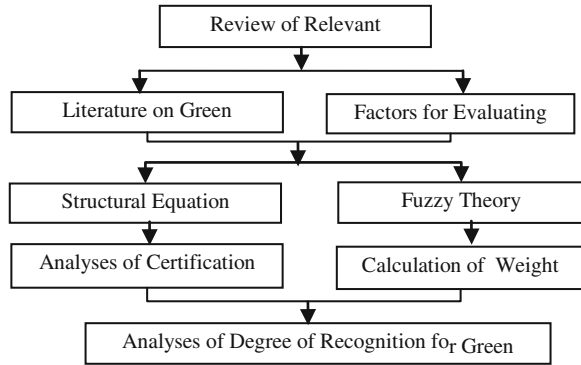 Review of Relevant
Literature on Green
Factors for Evaluating
Structural Equation
Fuzzy Theory
Analyses of Certification
Calculation of Weight
Analyses of Degree of Recognition for Green